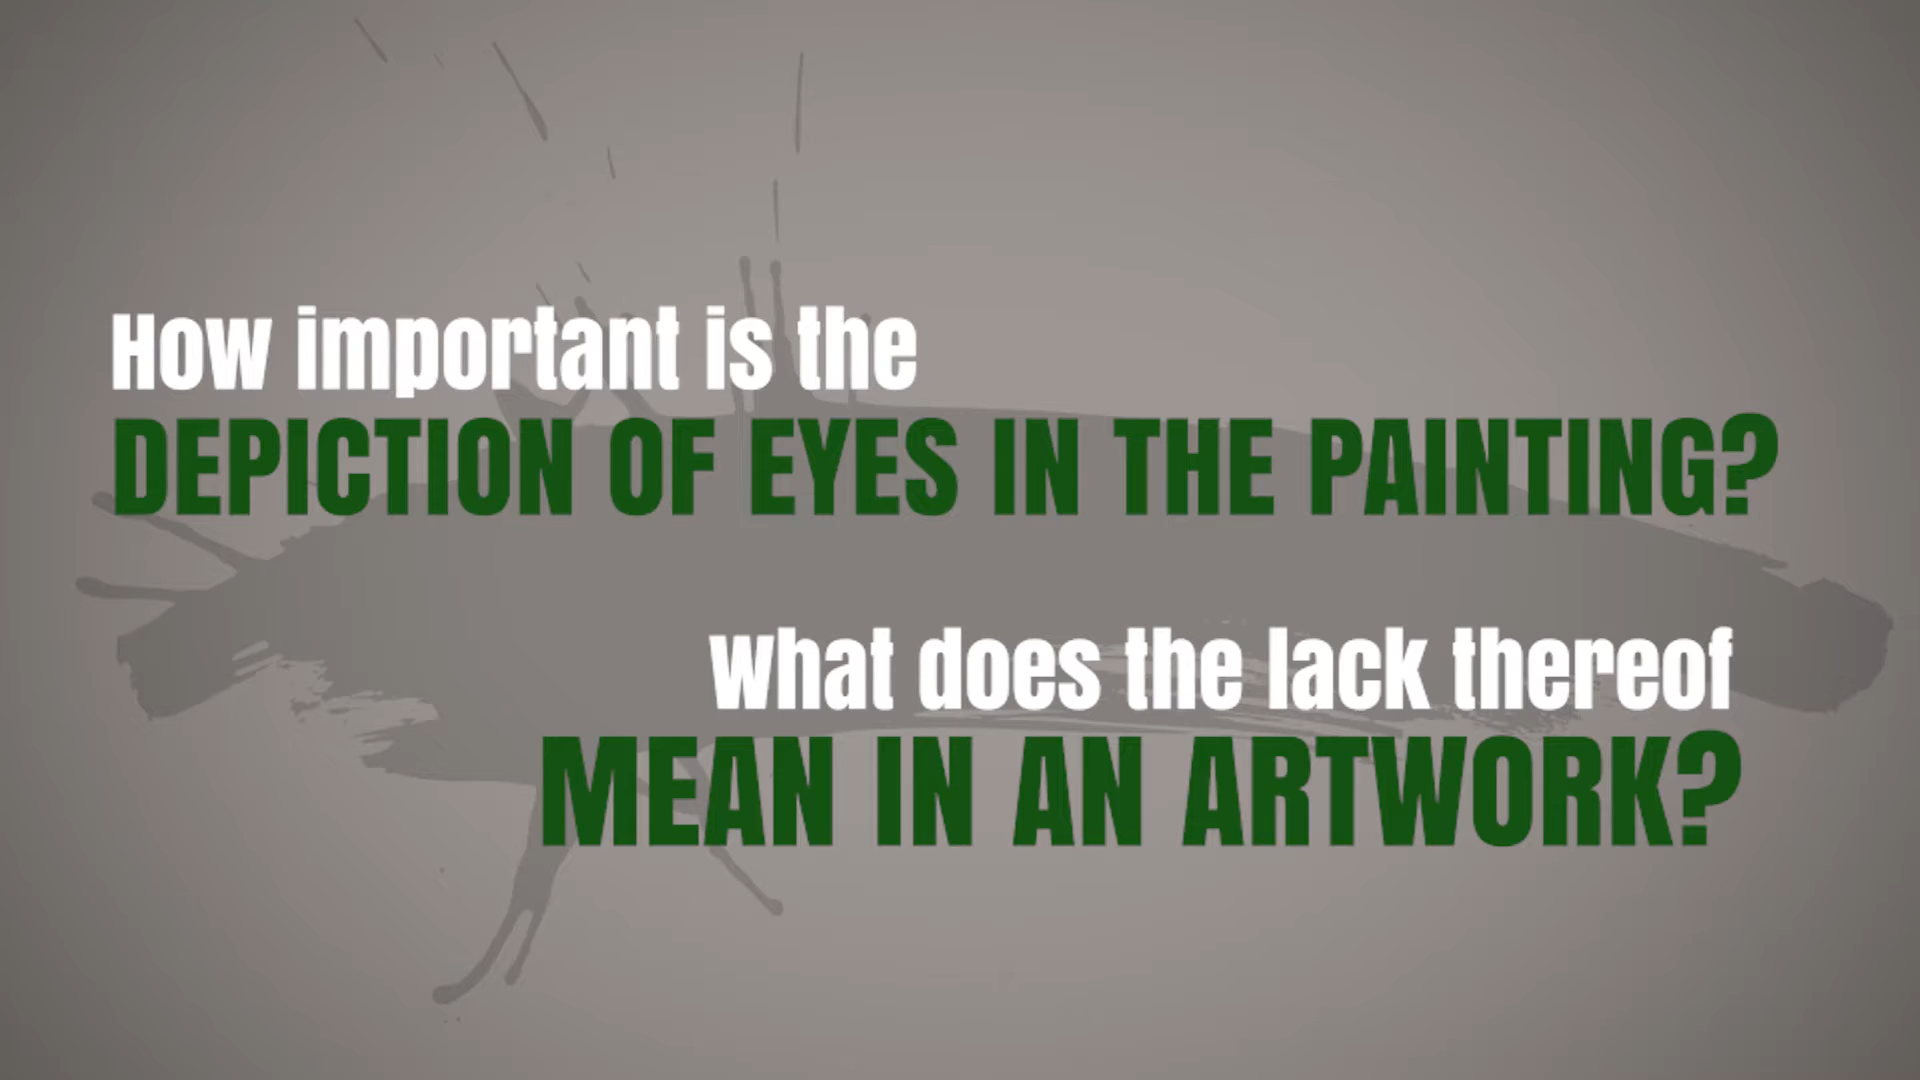 How important is the
DEPICTION OF EYES IN THE PAINTING?
What does the lack thereof
MEAN IN AN ARTWORK?